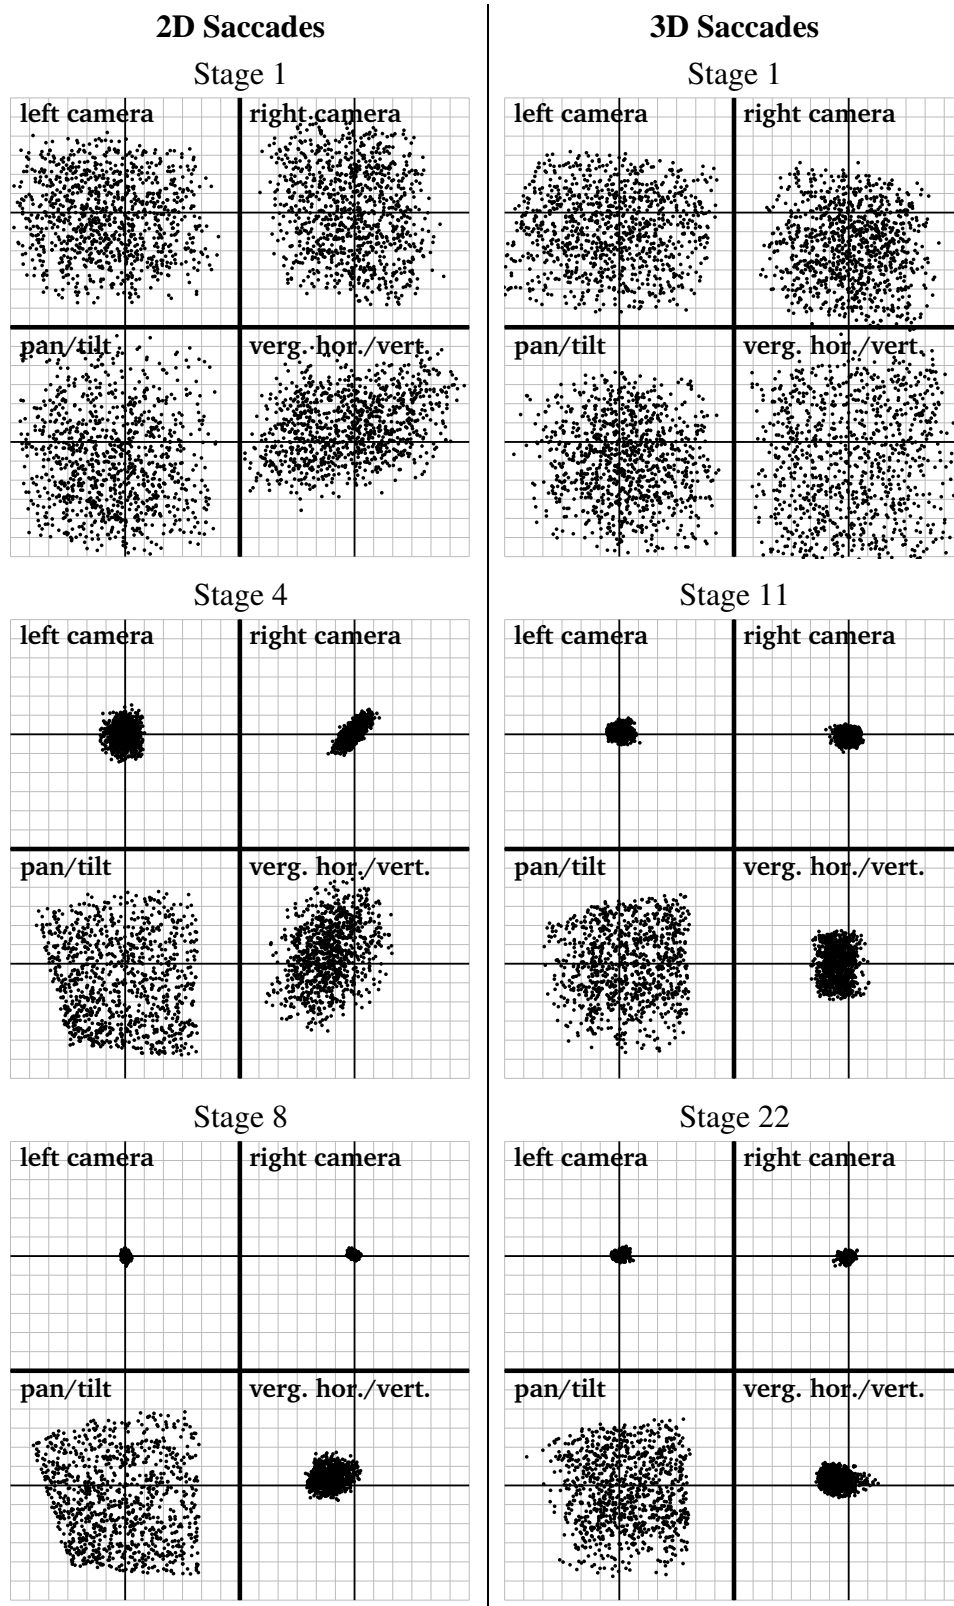 2D Saccades
Stage 1
left camera
right camera
pan/tilt
verg. hor./vert.
Stage 4
left camera
right camera
pan/tilt
verg. hor./vert.
Stage 8
left camera
right camera
pan/tilt
verg. hor./vert.
3D Saccades
Stage 1
left camera
right camera
pan/tilt
verg. hor./vert.
Stage 11
left camera
right camera
pan/tilt
verg. hor./vert.
Stage 22
left camera
right camera
pan/tilt
verg. hor./vert.